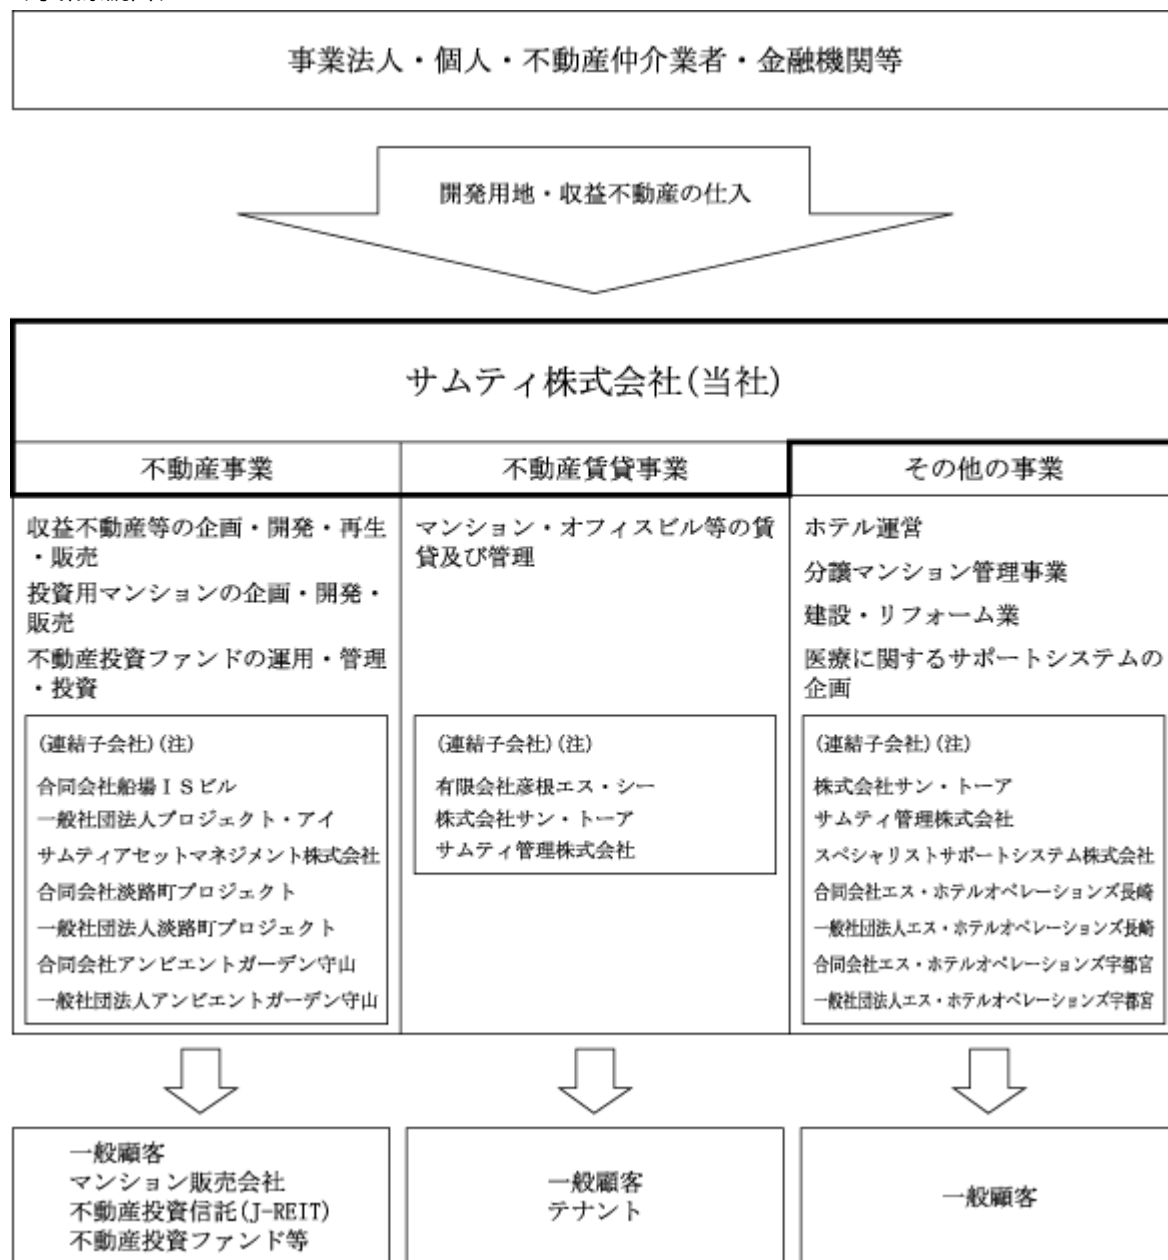 事業法人・個人・不動産仲介業者・金融機関等
開発用地・収益不動産の仕入
サムティ株式会社(当社)
不動産事業
不動産賃貸事業
その他の事業
収益不動産等の企画・開発・再生
・販売
投資用マンションの企画・開発・
販売
不動産投資ファンドの運用・管理
・投資
(連結子会社)(注)
合同会社船場ISビル
一般社団法人プロジェクト・アイ
サムティアセットマネジメント株式会社
合同会社淡路町プロジェクト
一般社団法人淡路町プロジェクト
合同会社アンビエントガーデン守山
一般社団法人アンビエントガーデン守山
マンション・オフィスビル等の賃
貸及び管理
(連結子会社)(注)
有限会社彦根エス・シー
株式会社サン・トーア
サムティ管理株式会社
ホテル運営
分譲マンション管理事業
建設・リフォーム業
医療に関するサポートシステムの
企画
(連結子会社)(注)
株式会社サン・トーア
サムティ管理株式会社
スペシャリストサポートシステム株式会社
合同会社エス・ホテルオペレーションズ長崎
一般社団法人エス・ホテルオペレーションズ長崎
合同会社エス・ホテルオペレーションズ宇都宮
一般社団法人エス・ホテルオペレーションズ宇都宮
一般顧客
マンション販売会社
不動産投資信託(J-REIT)
不動産投資ファンド等
一般顧客
テナント
一般顧客